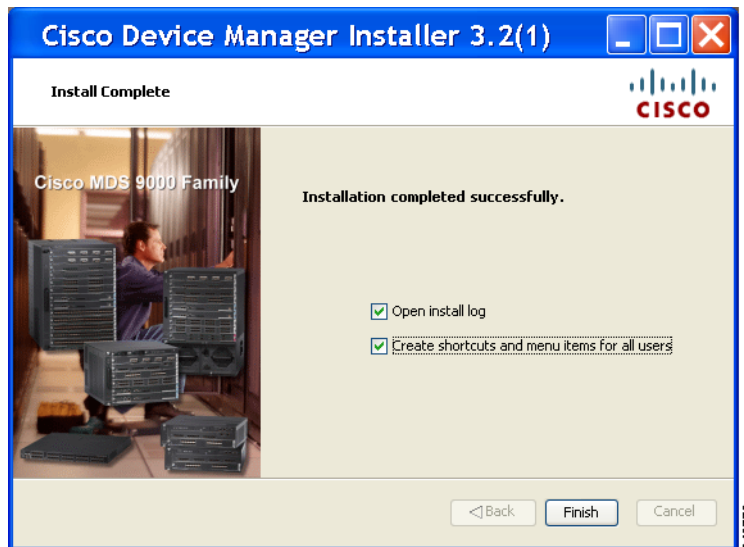 Cisco Device Manager Installer 3.2(1)
Install Complete
CISCO
Cisco MDS 9000 Family
Installation completed successfully.
Open install log
Create shortcuts and menu items for all users
Back
Finish
Cancel